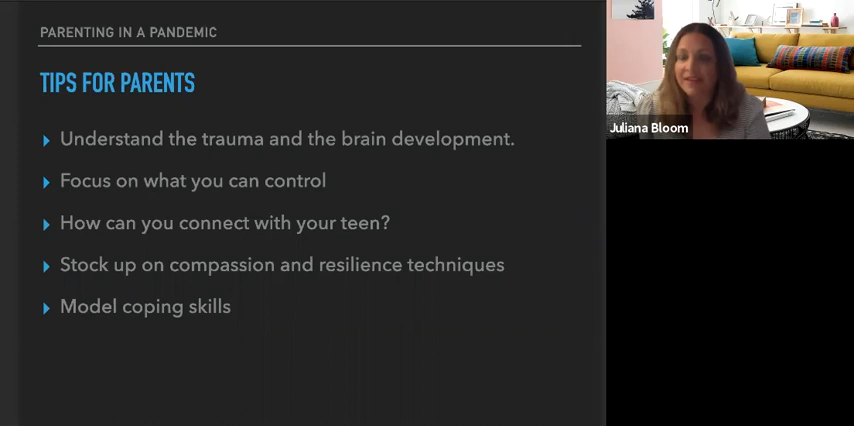 PARENTING IN A PANDEMIC
TIPS FOR PARENTS
Understand the trauma and the brain development.
Focus on what you can control
How can you connect with your teen?
Stock up on compassion and resilience techniques
Model coping skills
Juliana Bloom